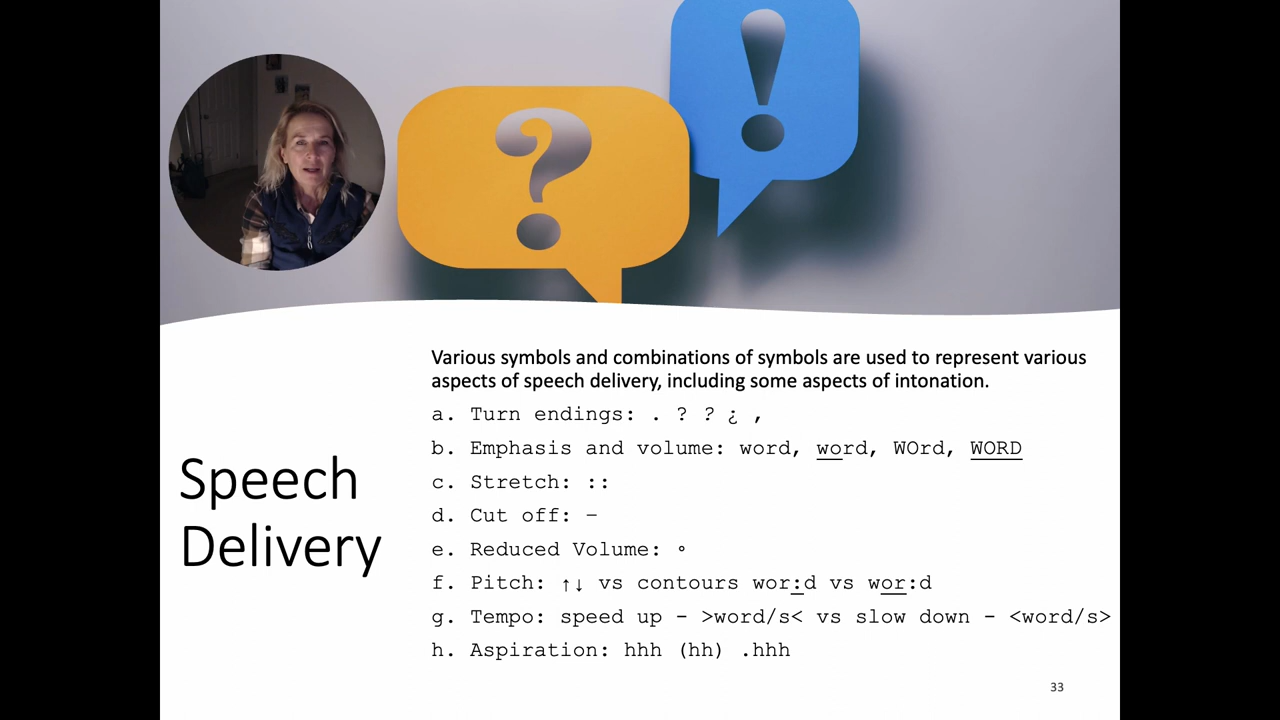 Various symbols and combinations of symbols are used to represent various
aspects of speech delivery, including some aspects of intonation.
a. Turn endings: . ? ? ¿ ,
b. Emphasis and volume: word, word, WOrd, WORD
c. Stretch: ::
d. Cut off: –
e. Reduced Volume: °
f. Pitch: ↑↓ vs contours wor:d vs wor:d
g. Tempo: speed up - >word/s< vs slow down - <word/s>
h. Aspiration: hhh (hh) .hhh
Speech
Delivery
33